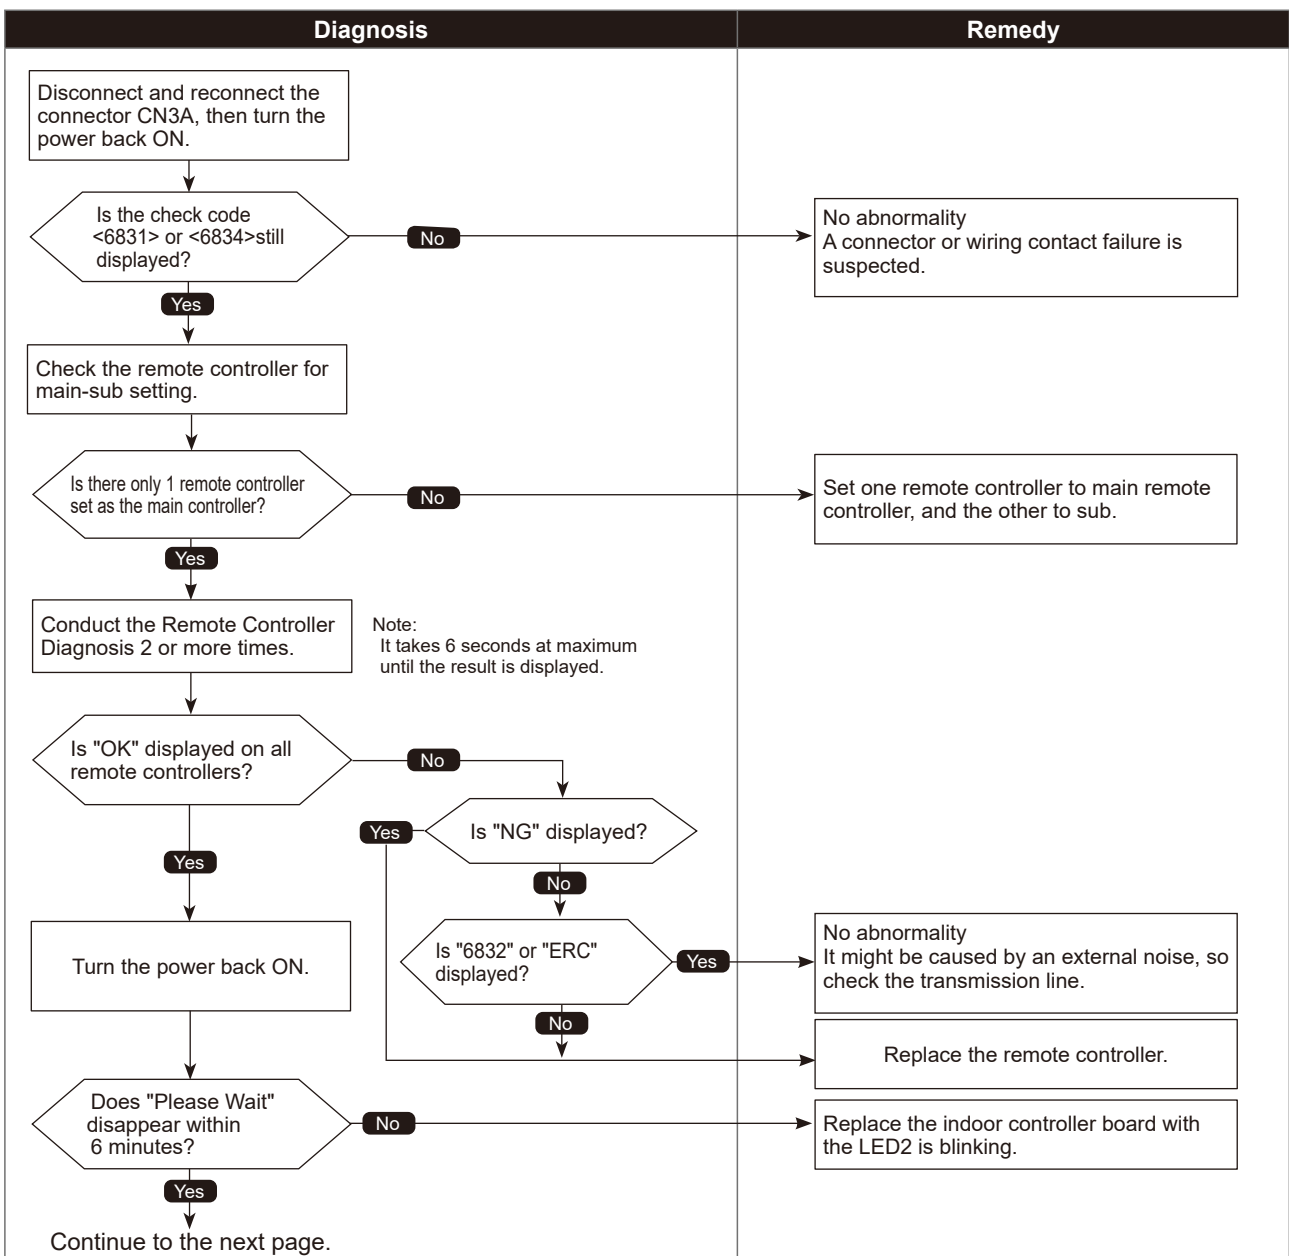 Diagnosis
Remedy
Disconnect and reconnect the
connector CN3A, then turn the
power back ON.
Is the check code
<6831> or <6834>still
displayed?
No
No abnormality
A connector or wiring contact failure is
suspected.
Yes
Check the remote controller for
main-sub setting.
Is there only 1 remote controller
set as the main controller?
No
Set one remote controller to main remote
controller, and the other to sub.
Yes
Conduct the Remote Controller
Diagnosis 2 or more times.
Note:
It takes 6 seconds at maximum
until the result is displayed.
Is "OK" displayed on all
remote controllers?
No
Is "NG" displayed?
Yes
Yes
No
Is "6832" or "ERC"
displayed?
Yes
No abnormality
It might be caused by an external noise, so
check the transmission line.
Turn the power back ON.
No
Replace the remote controller.
Does "Please Wait"
disappear within
6 minutes?
No
Replace the indoor controller board with
the LED2 is blinking.
Yes
Continue to the next page.